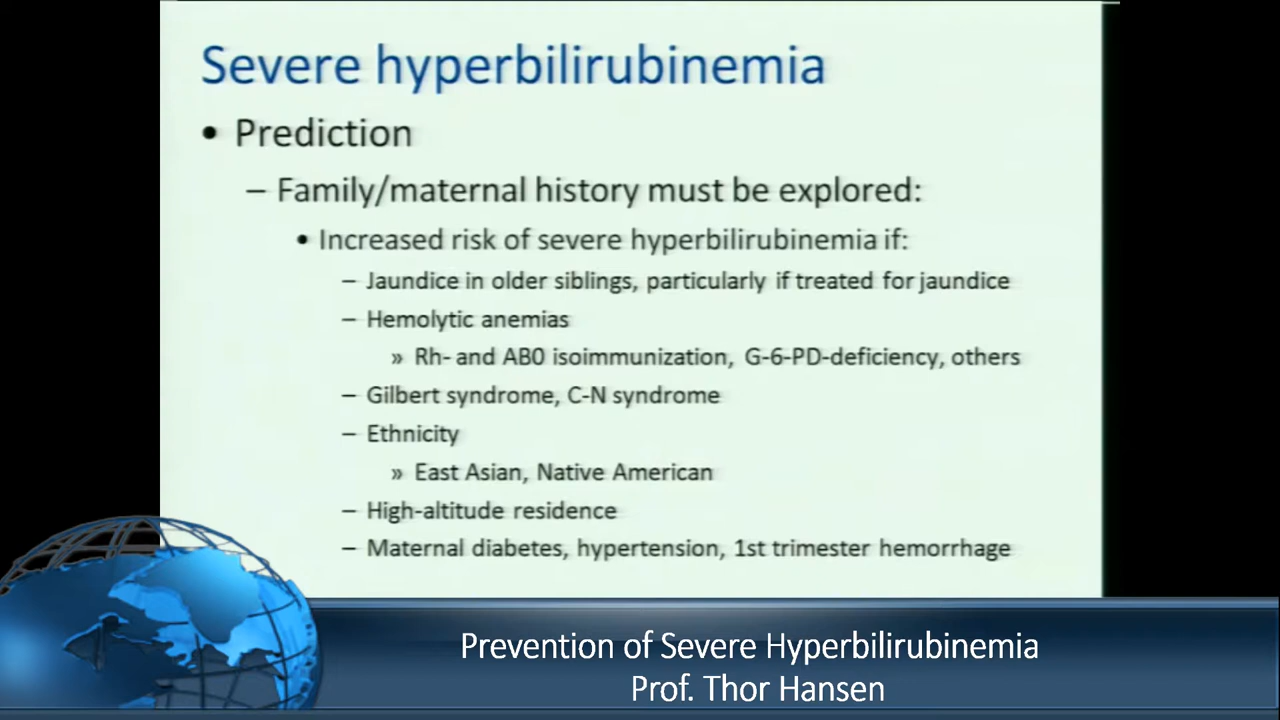 Severe hyperbilirubinemia
• Prediction
– Family/maternal history must be explored:
• Increased risk of severe hyperbilirubinemia if:
– Jaundice in older siblings, particularly if treated for jaundice
– Hemolytic anemias
» Rh- and AB0 isoimmunization, G-6-PD-deficiency, others
– Gilbert syndrome, C-N syndrome
– Ethnicity
» East Asian, Native American
– High-altitude residence
– Maternal diabetes, hypertension, 1st trimester hemorrhage
Prevention of Severe Hyperbilirubinemia
Prof. Thor Hansen